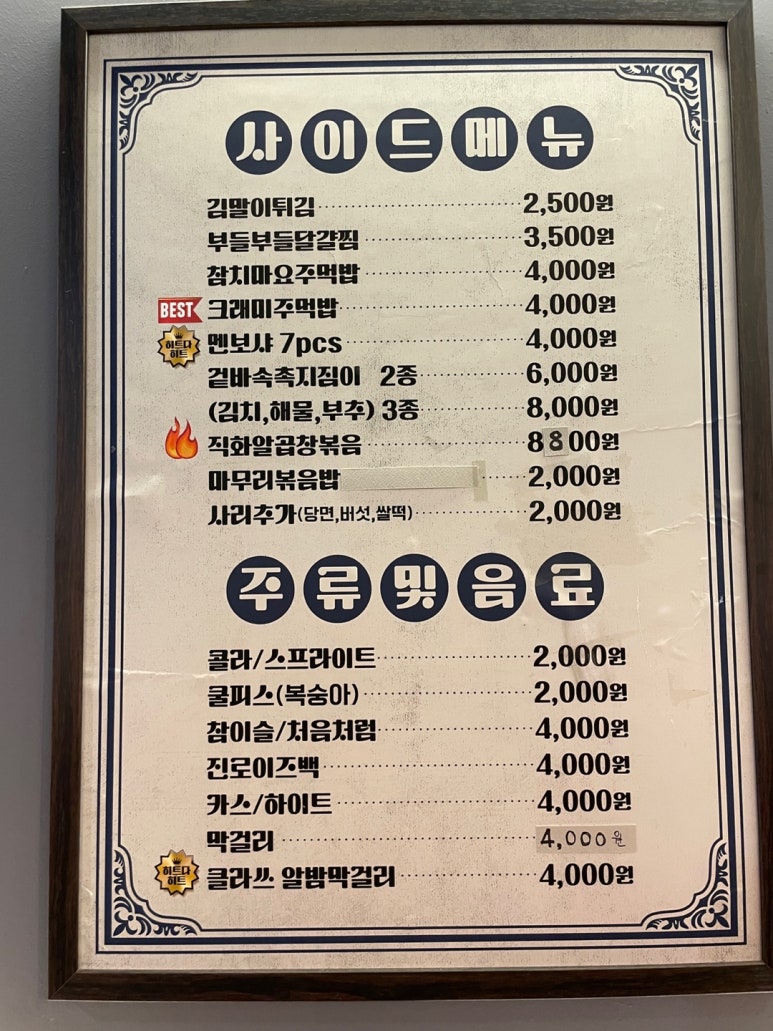 사이드메뉴
김말이튀김 2,500원
부들부들달걀찜 3,500원
참치마요주먹밥 4,000원
BEST 크래미주먹밥 4,000원
히트다히트 멘보샤 7pcs 4,000원
겉바속촉지짐이 2종 6,000원
(김치,해물,부추) 3종 8,000원
직화알곱창볶음 8800원
마무리볶음밥 2,000원
사리추가(당면,버섯,쌀떡) 2,000원
주류및음료
콜라/스프라이트 2,000원
쿨피스(복숭아) 2,000원
참이슬/처음처럼 4,000원
진로이즈백 4,000원
카스/하이트 4,000원
막걸리 4,000원
히트다히트 클라쓰 알밤막걸리 4,000원